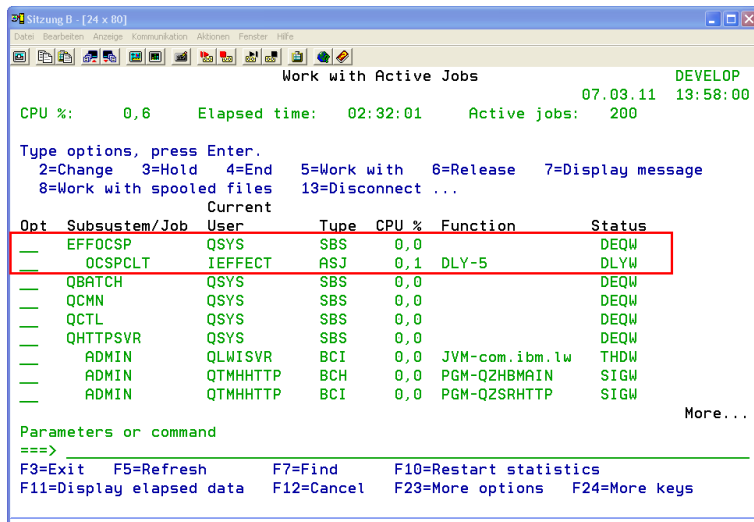 Sitzung B - [24 x 80]
Datei Bearbeiten Anzeige Kommunikation Aktionen Fenster Hilfe
Work with Active Jobs DEVELOP
07.03.11 13:58:00
CPU %: 0,6 Elapsed time: 02:32:01 Active jobs: 200
Type options, press Enter.
2=Change 3=Hold 4=End 5=Work with 6=Release 7=Display message
8=Work with spooled files 13=Disconnect ...
Current
Opt Subsystem/Job User Type CPU % Function Status
__ EFFOCSP QSYS SBS 0,0 DEQW
__ OCSPCLT IEFFECT ASJ 0,1 DLY-5 DLYW
__ QBATCH QSYS SBS 0,0 DEQW
__ QCMN QSYS SBS 0,0 DEQW
__ QCTL QSYS SBS 0,0 DEQW
__ QHTTPSVR QSYS SBS 0,0 DEQW
__ ADMIN QLWISVR BCI 0,0 JVM-com.ibm.lw THDW
__ ADMIN QTMHHTTP BCH 0,0 PGM-QZHBMAIN SIGW
__ ADMIN QTMHHTTP BCI 0,0 PGM-QZSRHTTP SIGW
More...
Parameters or command
===>
F3=Exit F5=Refresh F7=Find F10=Restart statistics
F11=Display elapsed data F12=Cancel F23=More options F24=More keys